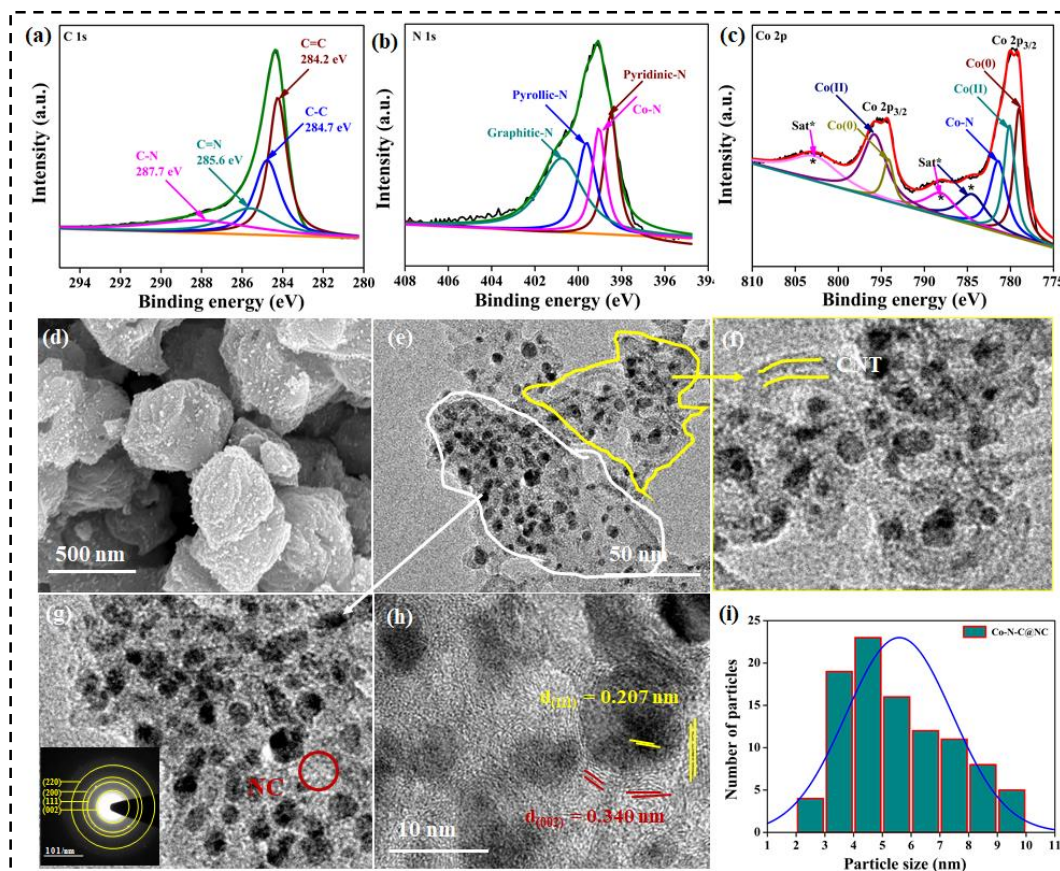 (a)
C 1s
C=C
284.2 eV
C-C
284.7 eV
C=N
285.6 eV
C-N
287.7 eV
Intensity (a.u.)
294 292 290 288 286 284 282 280
Binding energy (eV)
(b)
N 1s
Pyridinic-N
Pyrollic-N
Co-N
Graphitic-N
Intensity (a.u.)
408 406 404 402 400 398 396 394
Binding energy (eV)
(c)
Co 2p
Co 2p3/2
Co(0)
Co(II)
Co(II)
Co 2p3/2
Co(0)
Co-N
Sat*
Sat*
*
*
*
Intensity (a.u.)
810 805 800 795 790 785 780 775
Binding energy (eV)
(d)
500 nm
(e)
50 nm
(f)
CNT
(g)
NC
(220)
(200)
(111)
(002)
10 1/nm
(h)
d(111) = 0.207 nm
d(002) = 0.340 nm
10 nm
(i)
Co-N-C@NC
Number of particles
25
20
15
10
5
0
1 2 3 4 5 6 7 8 9 10 11
Particle size (nm)